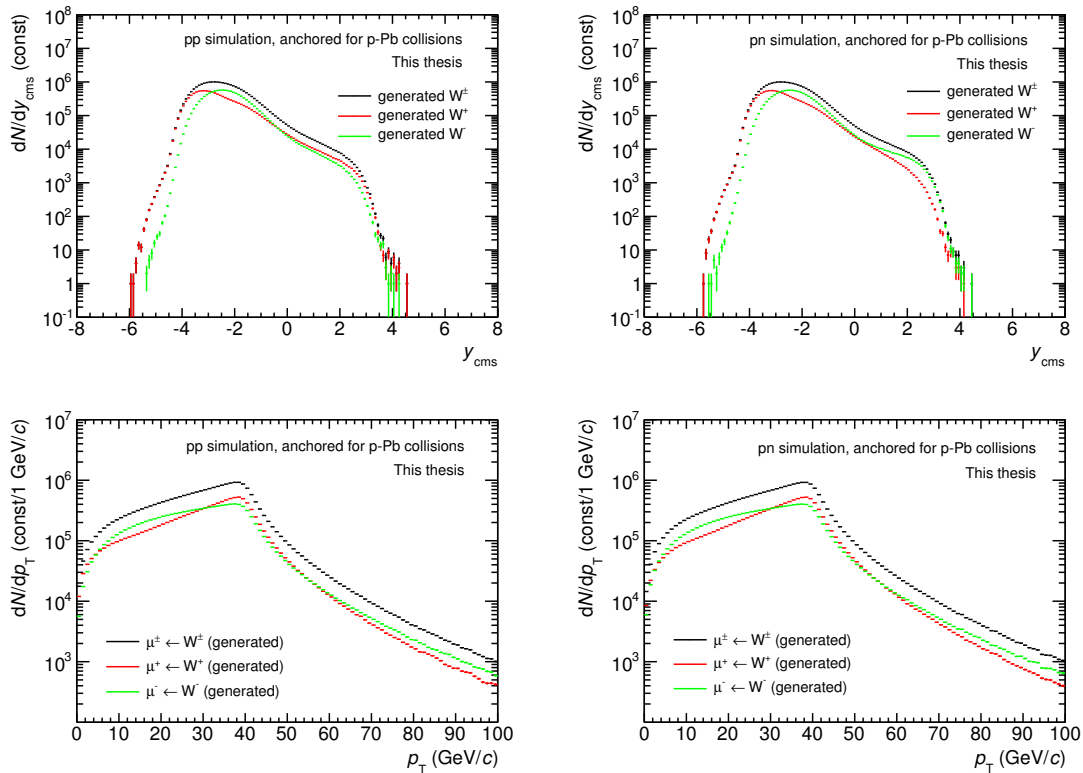 dN/dy_cms (const)
10^8
10^7
10^6
10^5
10^4
10^3
10^2
10
1
10^-1
pp simulation, anchored for p-Pb collisions
This thesis
generated W^±
generated W^+
generated W^-
-8 -6 -4 -2 0 2 4 6 8
y_cms
dN/dy_cms (const)
10^8
10^7
10^6
10^5
10^4
10^3
10^2
10
1
10^-1
pn simulation, anchored for p-Pb collisions
This thesis
generated W^±
generated W^+
generated W^-
-8 -6 -4 -2 0 2 4 6 8
y_cms
dN/dp_T (const/1 GeV/c)
10^7
10^6
10^5
10^4
10^3
pp simulation, anchored for p-Pb collisions
This thesis
μ^± ← W^± (generated)
μ^+ ← W^+ (generated)
μ^- ← W^- (generated)
0 10 20 30 40 50 60 70 80 90 100
p_T (GeV/c)
dN/dp_T (const/1 GeV/c)
10^7
10^6
10^5
10^4
10^3
pn simulation, anchored for p-Pb collisions
This thesis
μ^± ← W^± (generated)
μ^+ ← W^+ (generated)
μ^- ← W^- (generated)
0 10 20 30 40 50 60 70 80 90 100
p_T (GeV/c)